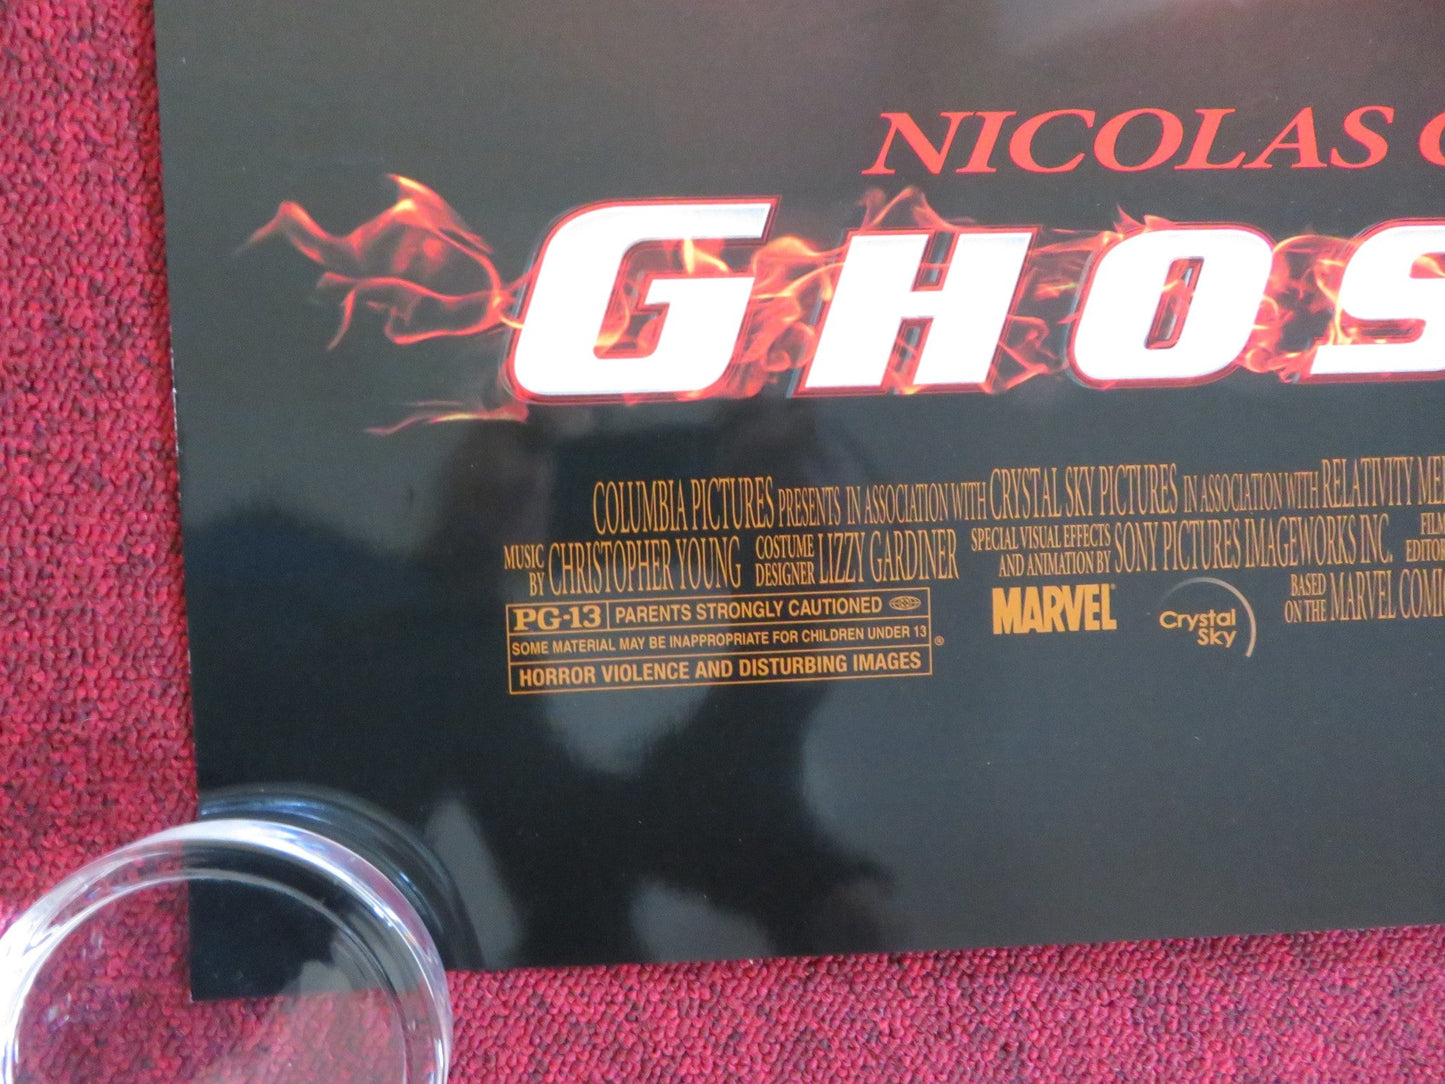 NICOLAS
GHOS
COLUMBIA PICTURES PRESENTS IN ASSOCIATION WITH CRYSTAL SKY PICTURES IN ASSOCIATION WITH RELATIVITY
MUSIC BY CHRISTOPHER YOUNG COSTUME DESIGNER LIZZY GARDINER SPECIAL VISUAL EFFECTS AND ANIMATION BY SONY PICTURES IMAGEWORKS INC.
PG-13 PARENTS STRONGLY CAUTIONED
SOME MATERIAL MAY BE INAPPROPRIATE FOR CHILDREN UNDER 13 ®
HORROR VIOLENCE AND DISTURBING IMAGES
MARVEL
Crystal
Sky
BASED ON THE MARVEL